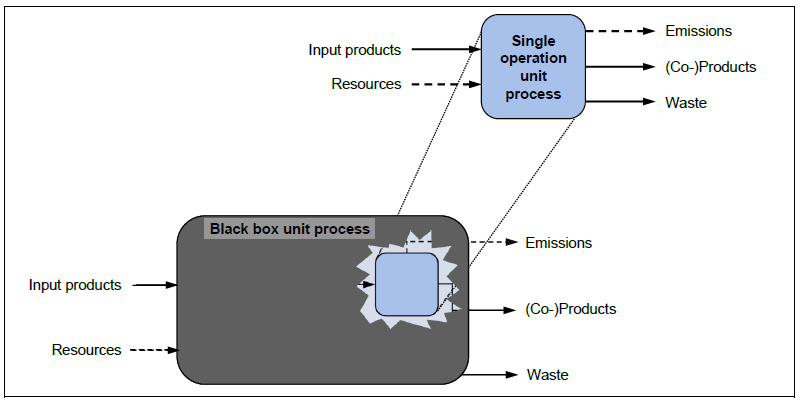 Input products
Resources
Single
operation
unit
process
Emissions
(Co-)Products
Waste
Black box unit process
Input products
Resources
Emissions
(Co-)Products
Waste